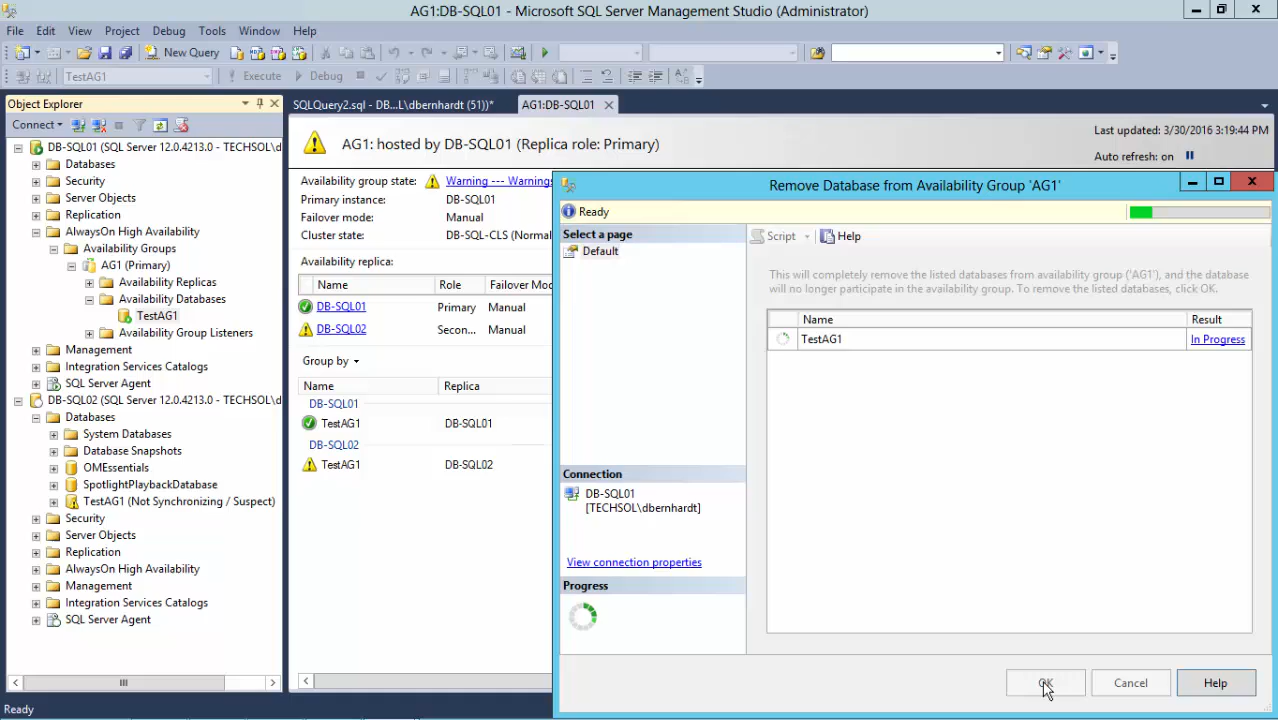 AG1:DB-SQL01 - Microsoft SQL Server Management Studio (Administrator)
File Edit View Project Debug Tools Window Help
New Query
TestAG1 Execute Debug
Object Explorer
Connect
DB-SQL01 (SQL Server 12.0.4213.0 - TECHSOL\d
Databases
Security
Server Objects
Replication
AlwaysOn High Availability
Availability Groups
AG1 (Primary)
Availability Replicas
Availability Databases
TestAG1
Availability Group Listeners
Management
Integration Services Catalogs
SQL Server Agent
DB-SQL02 (SQL Server 12.0.4213.0 - TECHSOL\d
Databases
System Databases
Database Snapshots
OMEssentials
SpotlightPlaybackDatabase
TestAG1 (Not Synchronizing / Suspect)
Security
Server Objects
Replication
AlwaysOn High Availability
Management
Integration Services Catalogs
SQL Server Agent
SQLQuery2.sql - DB...L\dbernhardt (51))* AG1:DB-SQL01
AG1: hosted by DB-SQL01 (Replica role: Primary)
Last updated: 3/30/2016 3:19:44 PM
Auto refresh: on
Availability group state: Warning --- Warnings
Primary instance: DB-SQL01
Failover mode: Manual
Cluster state: DB-SQL-CLS (Normal
Availability replica:
Name Role Failover Mod
DB-SQL01 Primary Manual
DB-SQL02 Secon... Manual
Group by
Name Replica
DB-SQL01
TestAG1 DB-SQL01
DB-SQL02
TestAG1 DB-SQL02
Remove Database from Availability Group 'AG1'
Ready
Select a page
Default
Script Help
This will completely remove the listed databases from availability group ('AG1'), and the database
will no longer participate in the availability group. To remove the listed databases, click OK.
Name Result
TestAG1 In Progress
Connection
DB-SQL01
[TECHSOL\dbernhardt]
View connection properties
Progress
OK Cancel Help
Ready